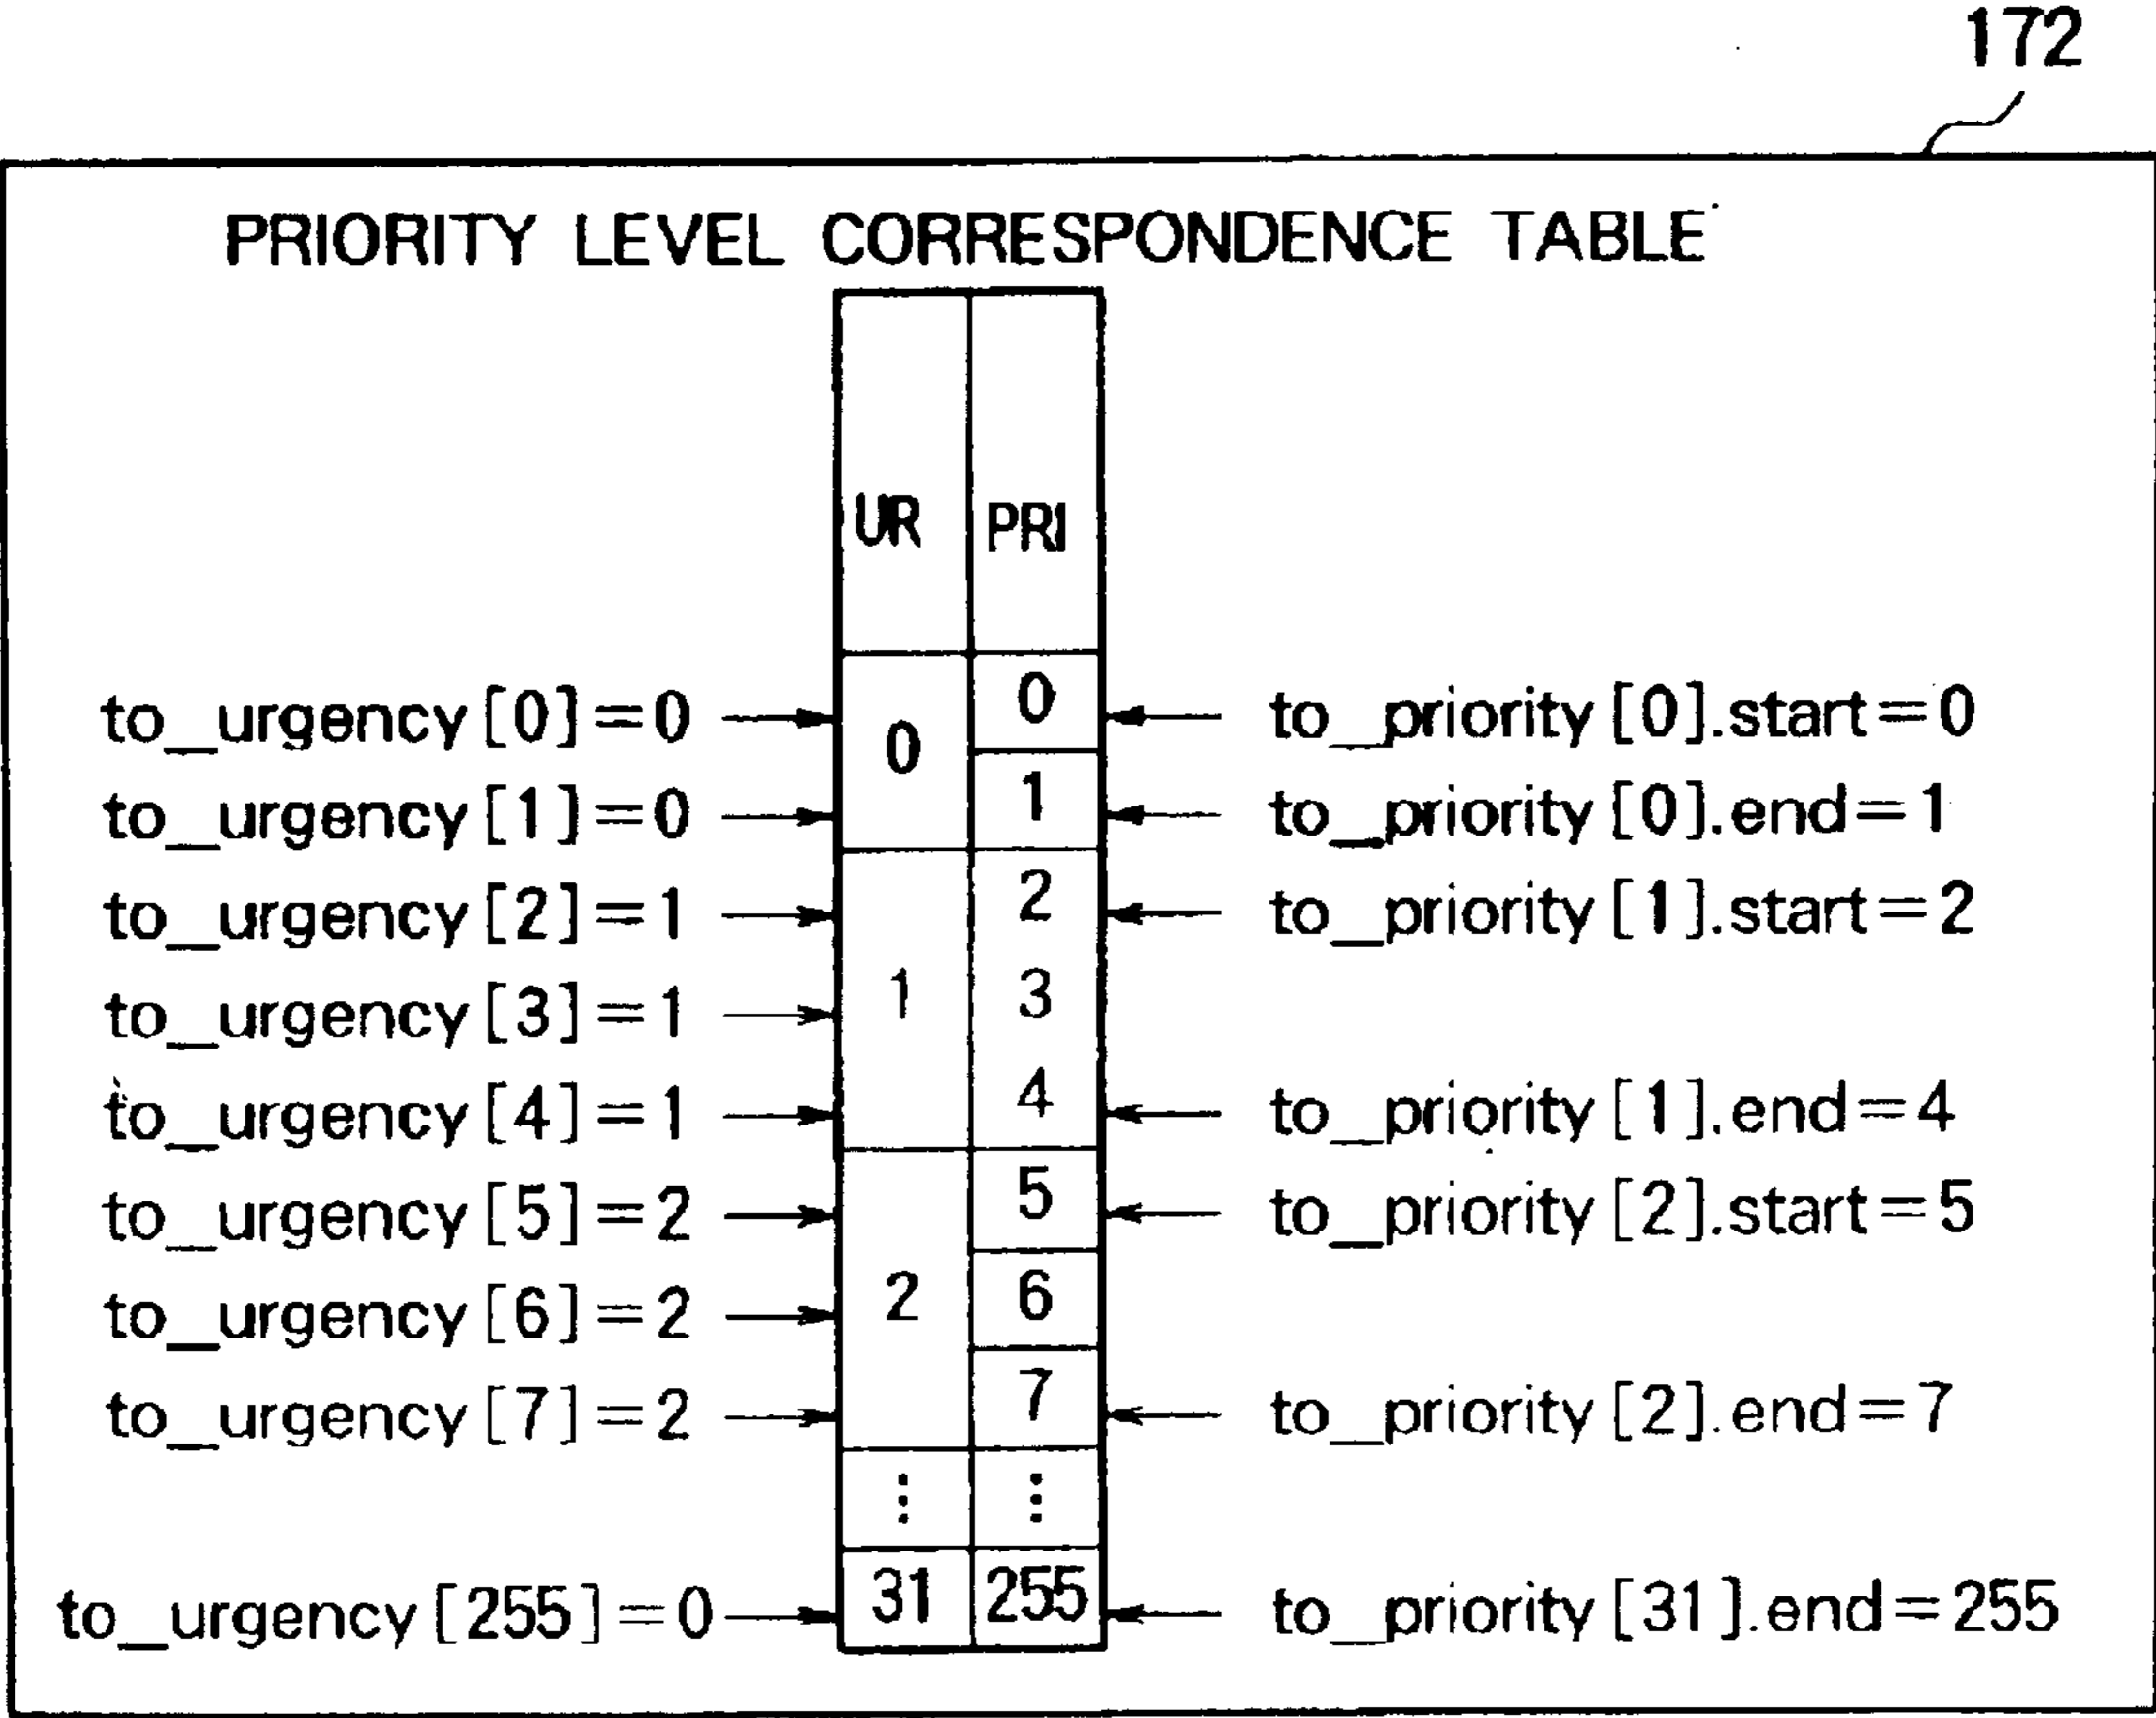 172
PRIORITY LEVEL CORRESPONDENCE TABLE
UR PRI
to_urgency[0]=0 0 0 to_priority[0].start=0
to_urgency[1]=0 1 to_priority[0].end=1
to_urgency[2]=1 2 to_priority[1].start=2
to_urgency[3]=1 1 3
to_urgency[4]=1 4 to_priority[1].end=4
to_urgency[5]=2 5 to_priority[2].start=5
to_urgency[6]=2 2 6
to_urgency[7]=2 7 to_priority[2].end=7
⋮ ⋮
to_urgency[255]=0 31 255 to_priority[31].end=255